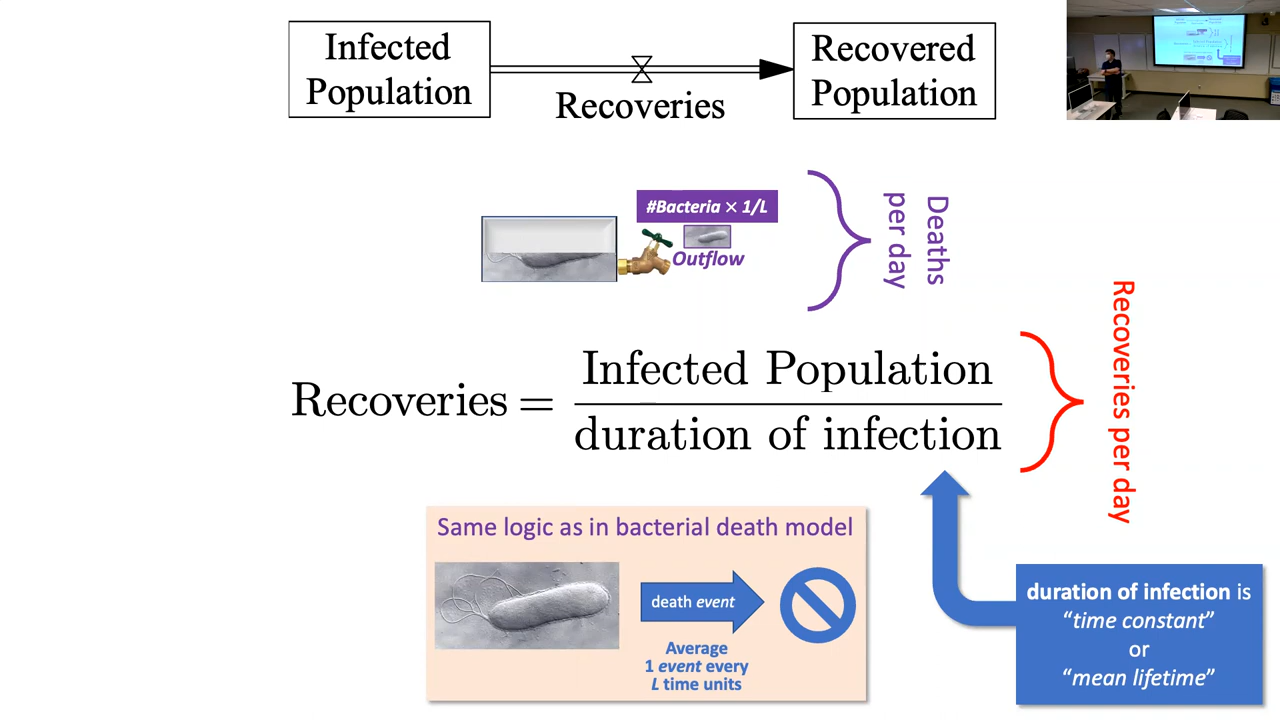 Infected
Population
Recoveries
Recovered
Population
#Bacteria × 1/L
Outflow
Deaths
per day
Recoveries = Infected Population
duration of infection
Recoveries per day
Same logic as in bacterial death model
death event
Average
1 event every
L time units
duration of infection is
“time constant”
or
“mean lifetime”